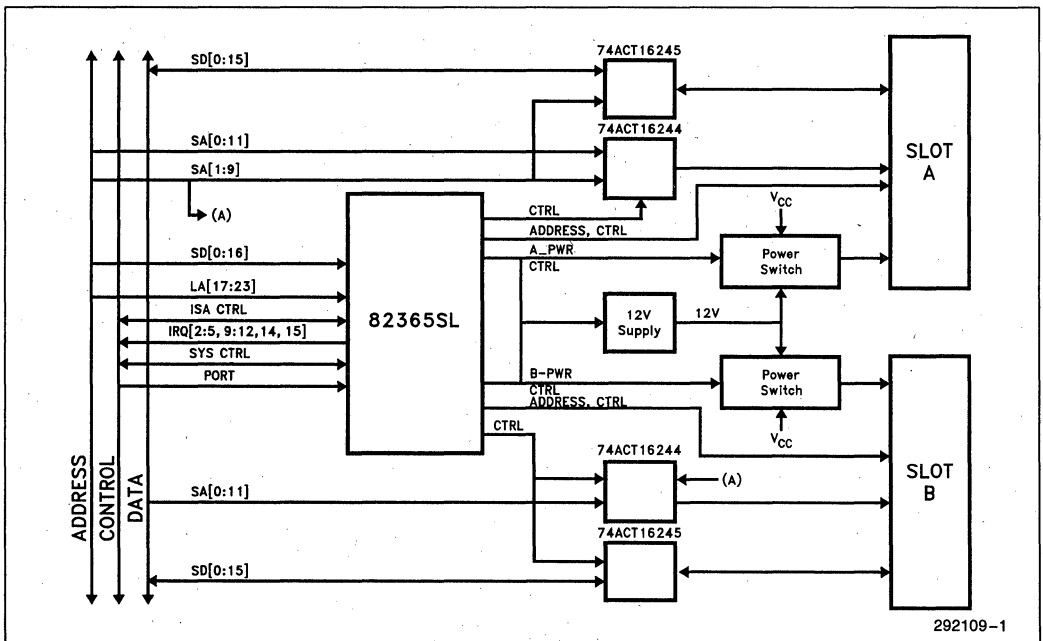 74ACT16245
SD[0:15]
74ACT16244
SA[0:11]
SA[1:9]
(A)
SLOT
A
CTRL
ADDRESS, CTRL
A_PWR
CTRL
VCC
Power
Switch
SD[0:16]
LA[17:23]
ISA CTRL
IRQ[2:5, 9:12,14, 15]
SYS CTRL
PORT
82365SL
12V
Supply
12V
B-PWR
CTRL
ADDRESS, CTRL
Power
Switch
VCC
CTRL
74ACT16244
(A)
SLOT
B
ADDRESS
CONTROL
DATA
SA[0:11]
74ACT16245
SD[0:15]
292109-1